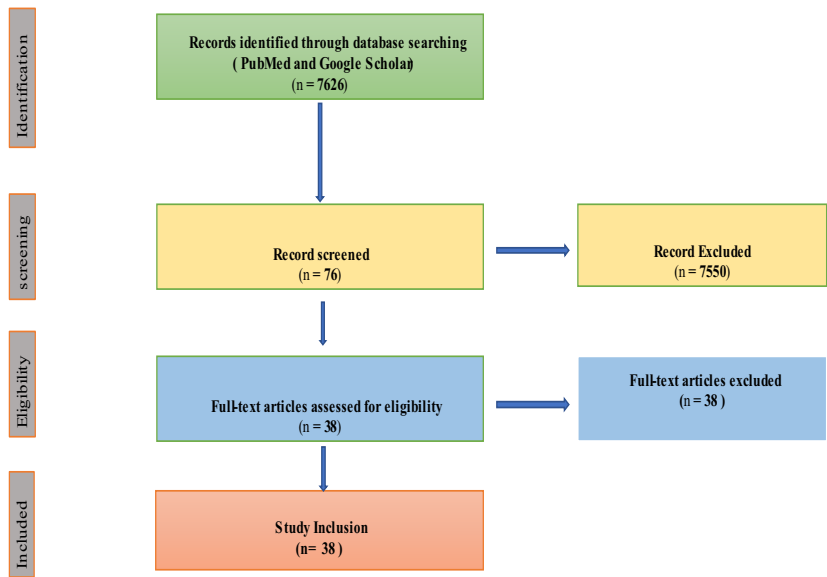 Identification
Records identified through database searching
( PubMed and Google Scholar)
(n = 7626)
screening
Record screened
(n = 76)
Record Excluded
(n = 7550)
Eligibility
Full-text articles assessed for eligibility
(n = 38)
Full-text articles excluded
(n = 38 )
Included
Study Inclusion
(n= 38 )